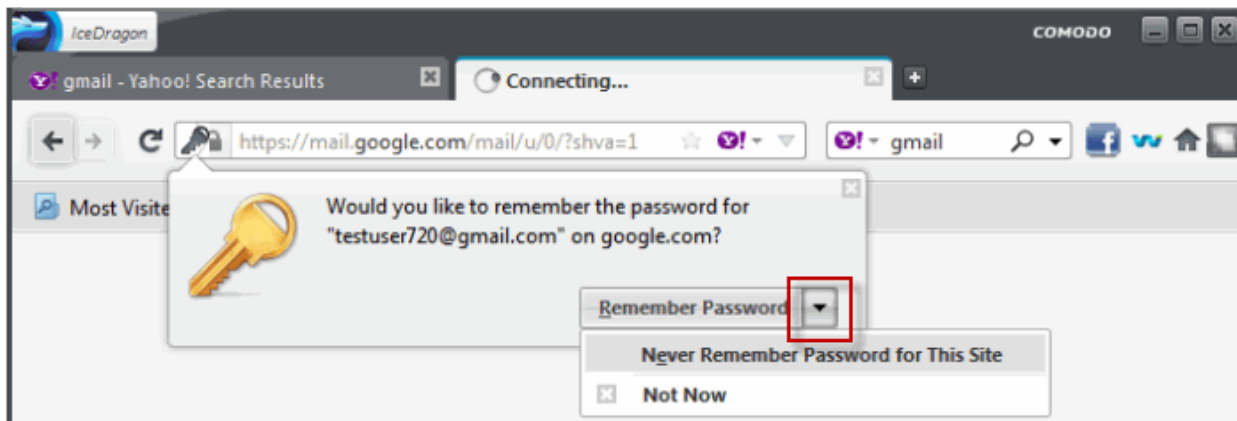 IceDragon
COMODO
Y! gmail - Yahoo! Search Results
Connecting...
https://mail.google.com/mail/u/0/?shva=1
Y!
Y! gmail
f
Most Visite
Would you like to remember the password for
"testuser720@gmail.com" on google.com?
Remember Password
Never Remember Password for This Site
Not Now